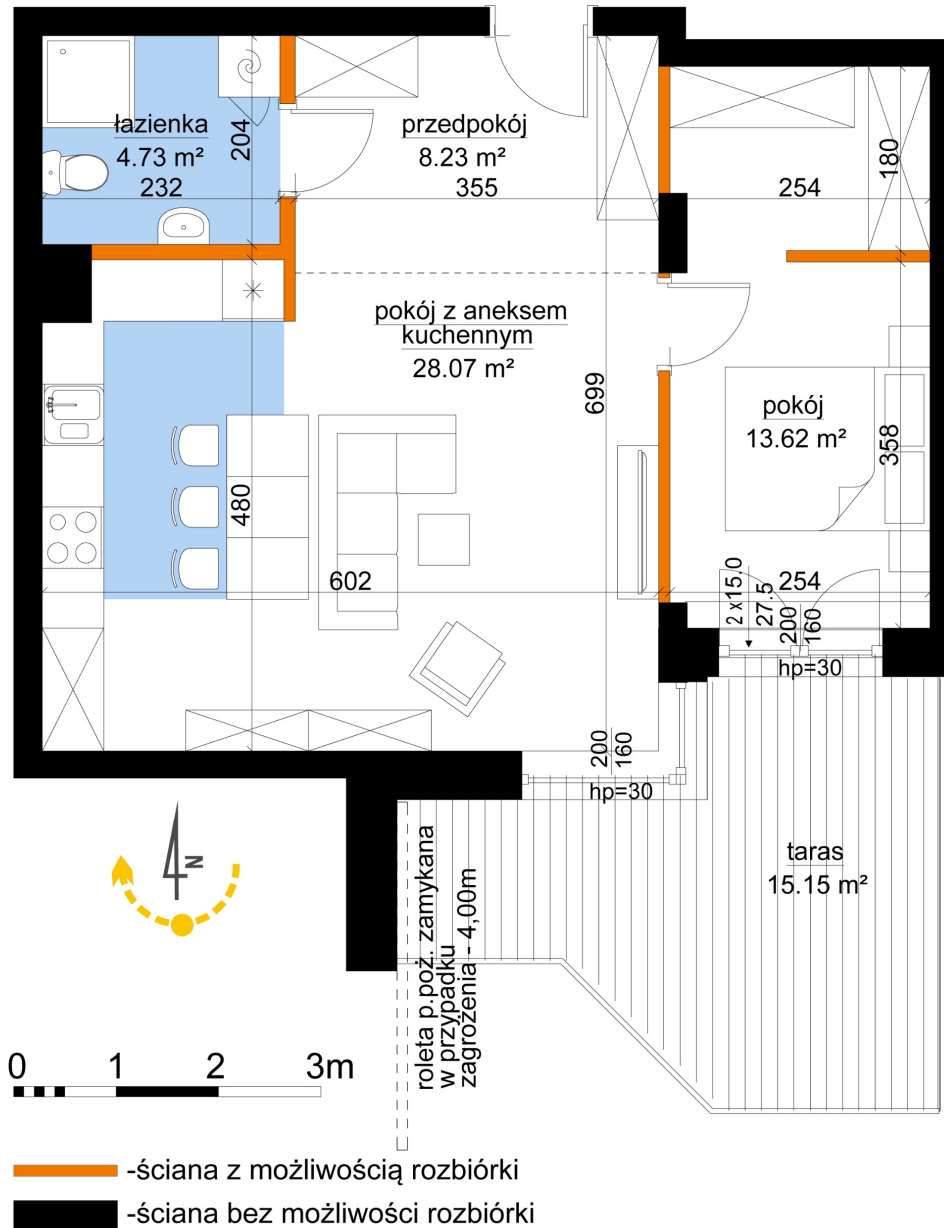 łazienka
4.73 m²
232
204
przedpokój
8.23 m²
355
254
180
pokój z aneksem
kuchennym
28.07 m²
699
pokój
13.62 m²
358
480
602
254
2 x15.0
27.5
200
160
hp=30
200
160
hp=30
taras
15.15 m²
roleta p.poż. zamykana
w przypadku
zagrożenia - 4,00m
N
0 1 2 3m
-ściana z możliwością rozbiórki
-ściana bez możliwości rozbiórki